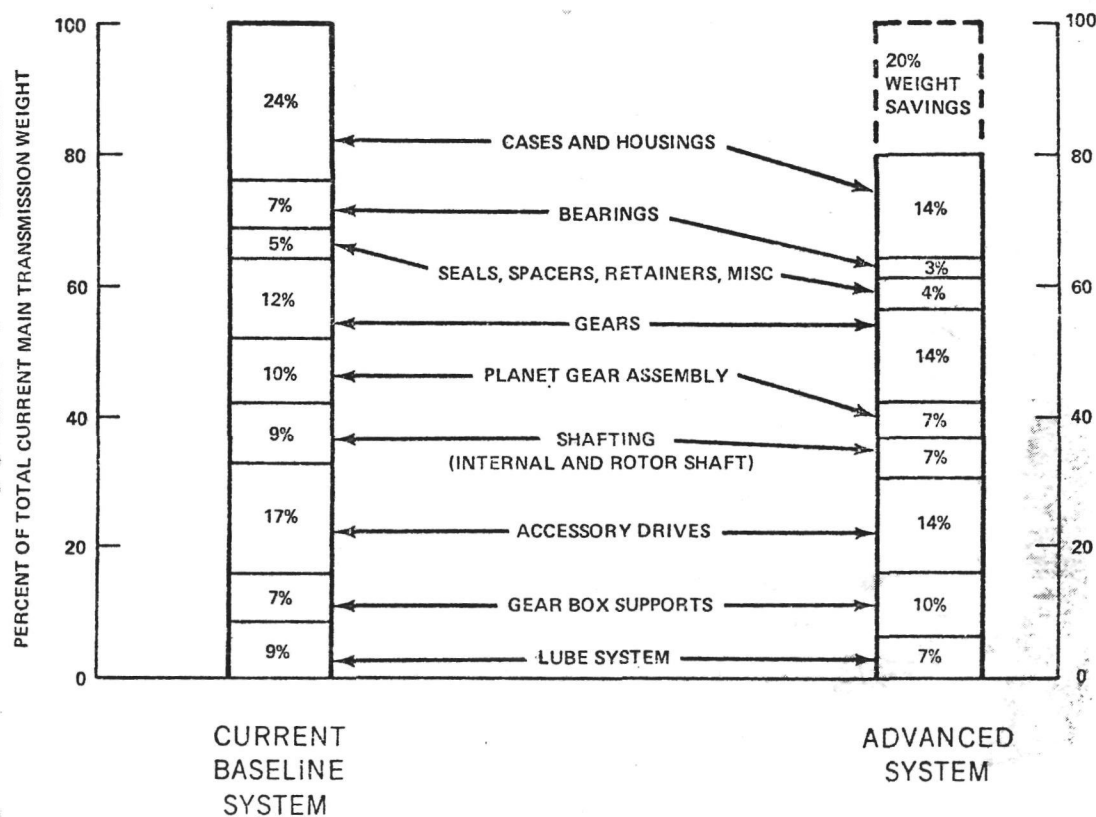 PERCENT OF TOTAL CURRENT MAIN TRANSMISSION WEIGHT
100
80
60
40
20
0
24%
7%
5%
12%
10%
9%
17%
7%
9%
CASES AND HOUSINGS
BEARINGS
SEALS, SPACERS, RETAINERS, MISC
GEARS
PLANET GEAR ASSEMBLY
SHAFTING
(INTERNAL AND ROTOR SHAFT)
ACCESSORY DRIVES
GEAR BOX SUPPORTS
LUBE SYSTEM
20%
WEIGHT
SAVINGS
14%
3%
4%
14%
7%
7%
14%
10%
7%
100
80
60
40
20
0
CURRENT
BASELINE
SYSTEM
ADVANCED
SYSTEM